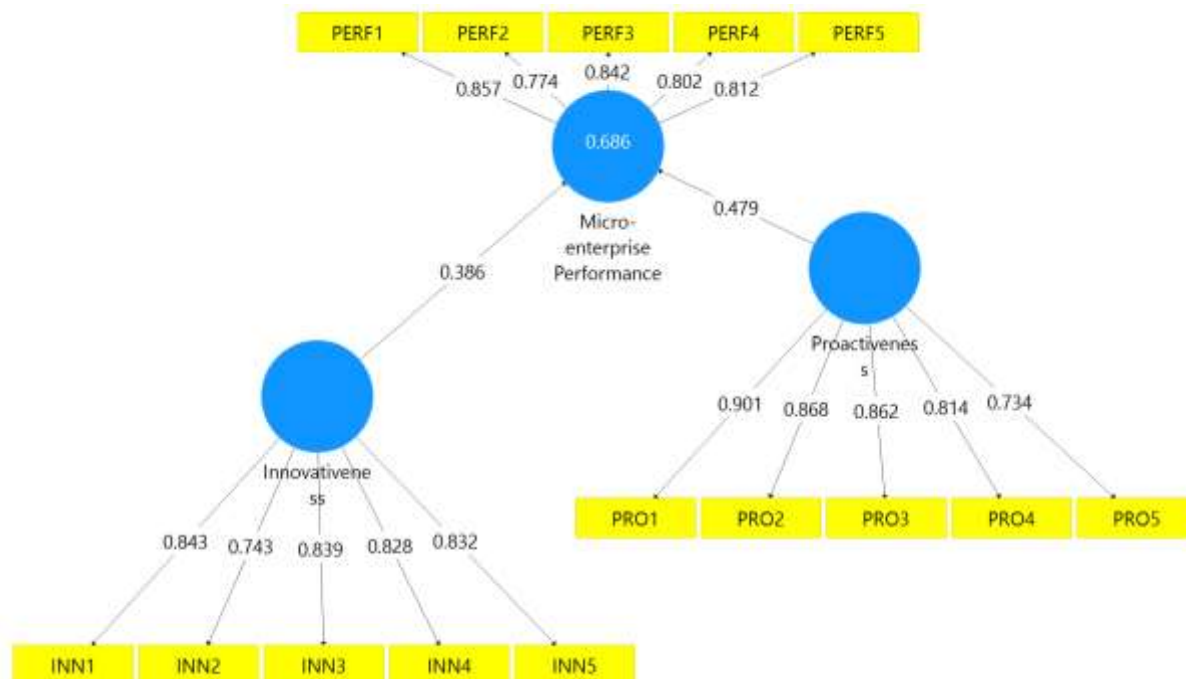 PERF1 PERF2 PERF3 PERF4 PERF5
0.857 0.774 0.842 0.802 0.812
0.686
Micro-
enterprise
Performance
0.479
0.386
Proactivenes
s
0.901 0.868 0.862 0.814 0.734
Innovativene
ss
PRO1 PRO2 PRO3 PRO4 PRO5
0.843 0.743 0.839 0.828 0.832
INN1 INN2 INN3 INN4 INN5